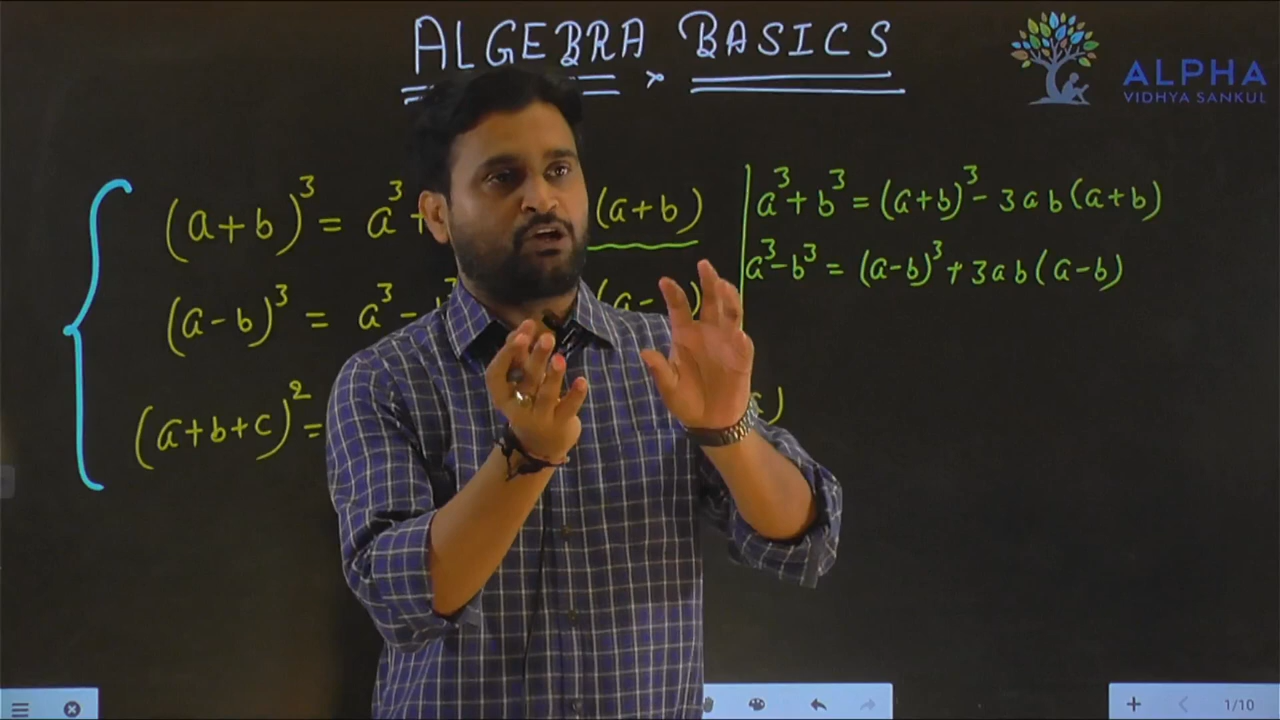 ALGEBRA BASICS
ALPHA
VIDHYA SANKUL
(a+b)³ = a³+ (a+b)
a³+b³ = (a+b)³ - 3ab(a+b)
(a-b)³ = a³- b³ (a-b)
a³-b³ = (a-b)³ + 3ab(a-b)
(a+b+c)² = )
1/10